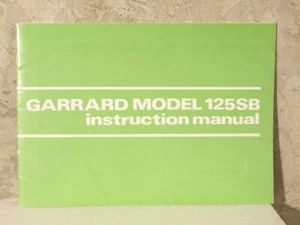 GARRARD MODEL 125SB
instruction manual